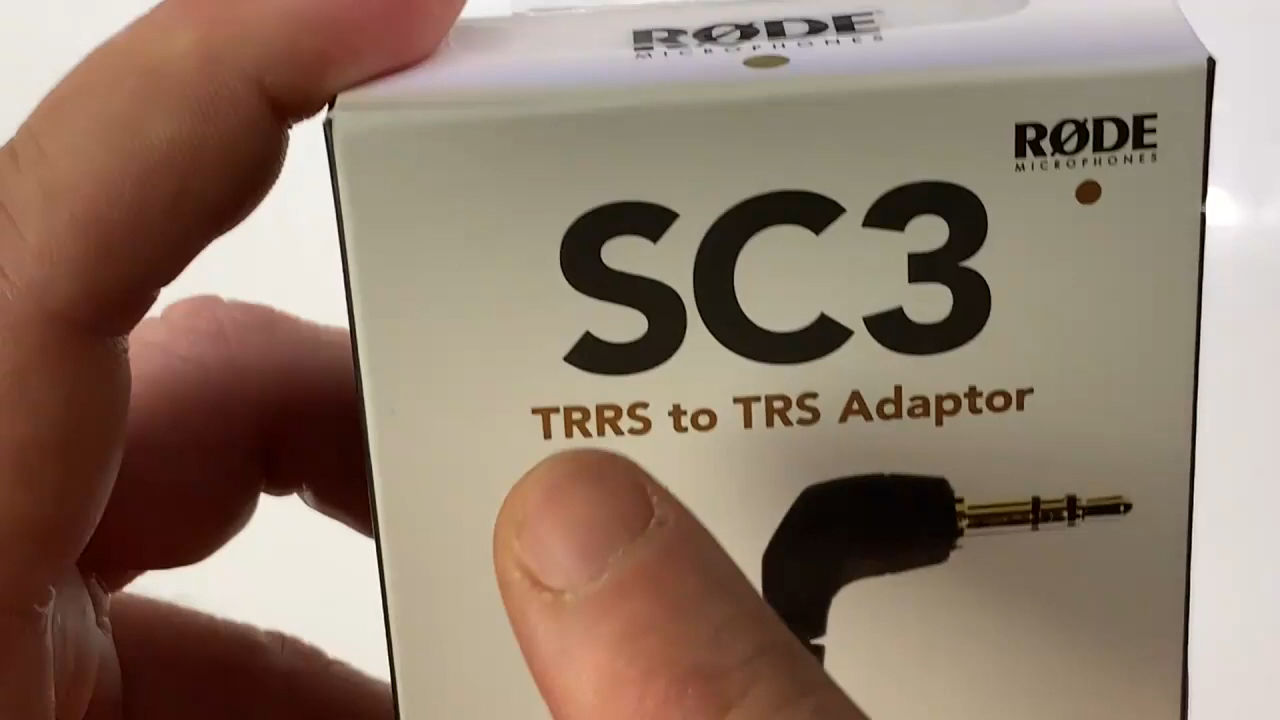 RØDE
MICROPHONES
RØDE
MICROPHONES
SC3
TRRS to TRS Adaptor